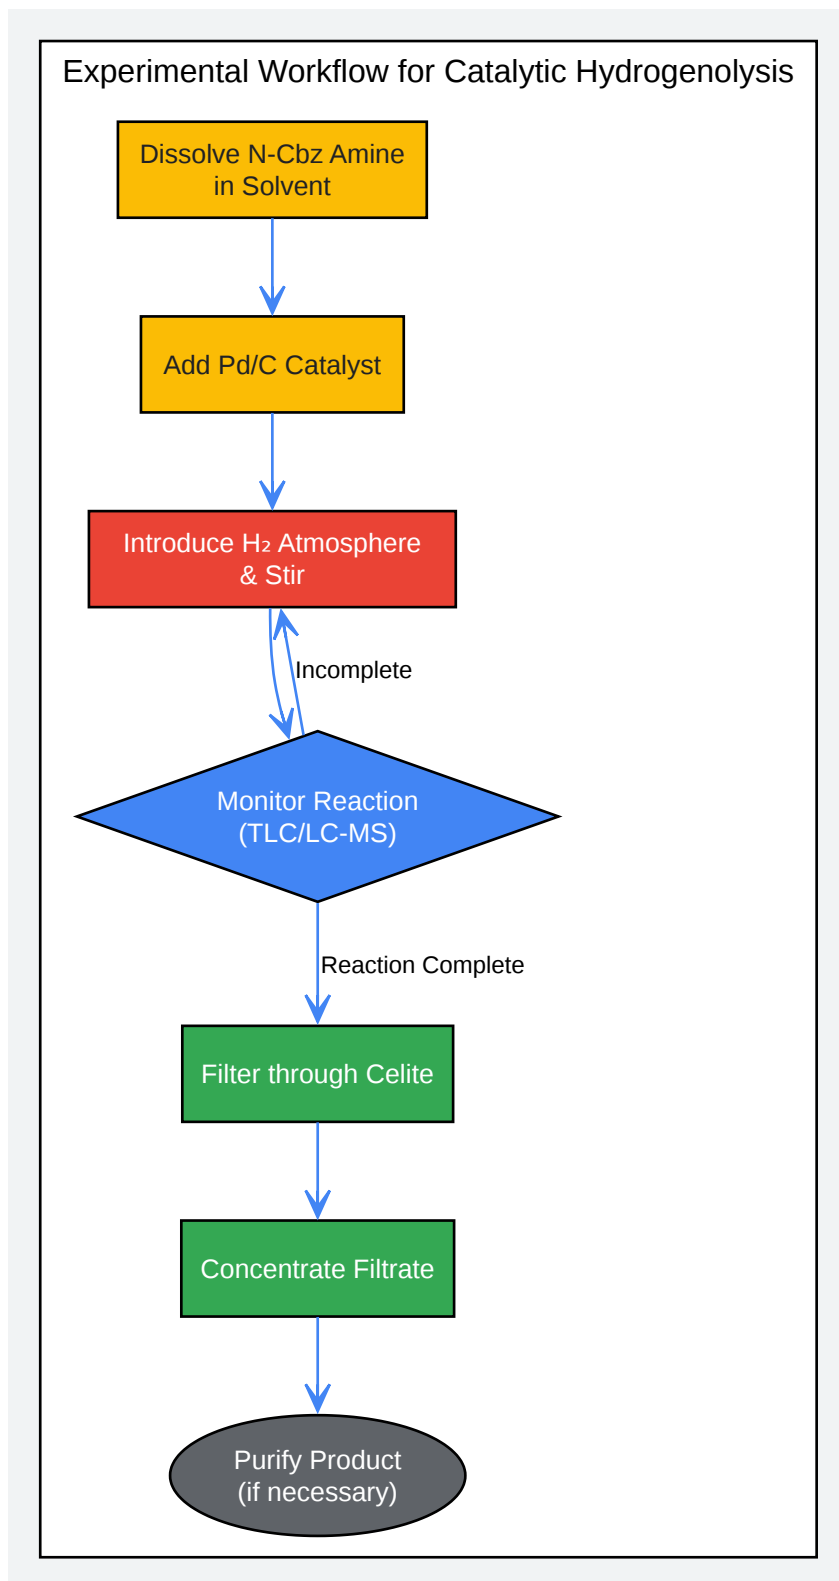 Experimental Workflow for Catalytic Hydrogenolysis
Dissolve N-Cbz Amine
in Solvent
Add Pd/C Catalyst
Introduce H₂ Atmosphere
& Stir
Incomplete
Monitor Reaction
(TLC/LC-MS)
Reaction Complete
Filter through Celite
Concentrate Filtrate
Purify Product
(if necessary)